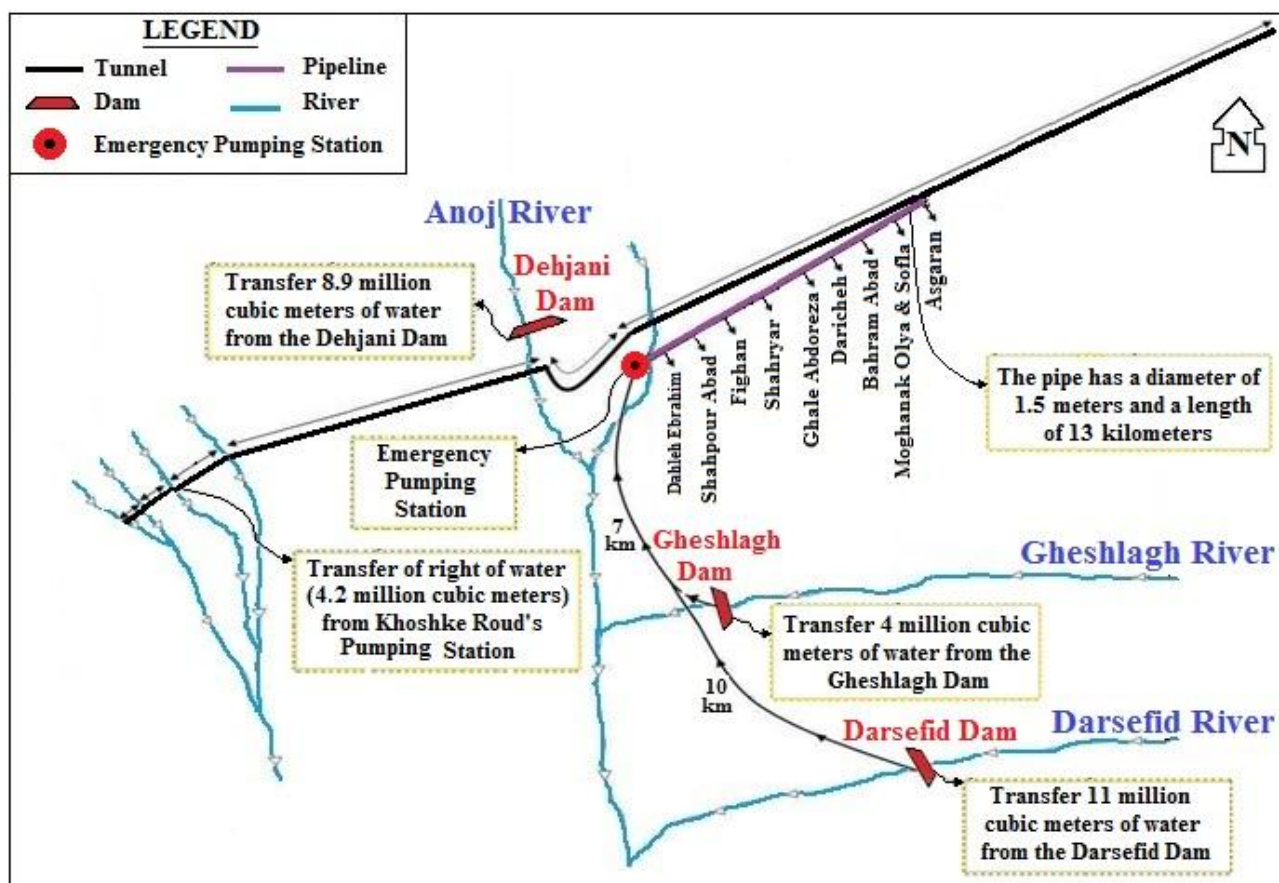 LEGEND
Tunnel
Pipeline
Dam
River
Emergency Pumping Station
N
Anoj River
Dehjani
Dam
Transfer 8.9 million
cubic meters of water
from the Dehjani Dam
Dahleh Ebrahim
Shahpour Abad
Fighan
Shahryar
Ghale Abdoreza
Daricheh
Bahram Abad
Moghanak Olya & Sofla
Asgaran
The pipe has a diameter of
1.5 meters and a length
of 13 kilometers
Emergency
Pumping
Station
7
km
Gheshlagh
Dam
Gheshlagh River
Transfer of right of water
(4.2 million cubic meters)
from Khoshke Roud's
Pumping Station
Transfer 4 million cubic
meters of water from the
Gheshlagh Dam
10
km
Darsefid Dam
Darsefid River
Transfer 11 million
cubic meters of water
from the Darsefid Dam